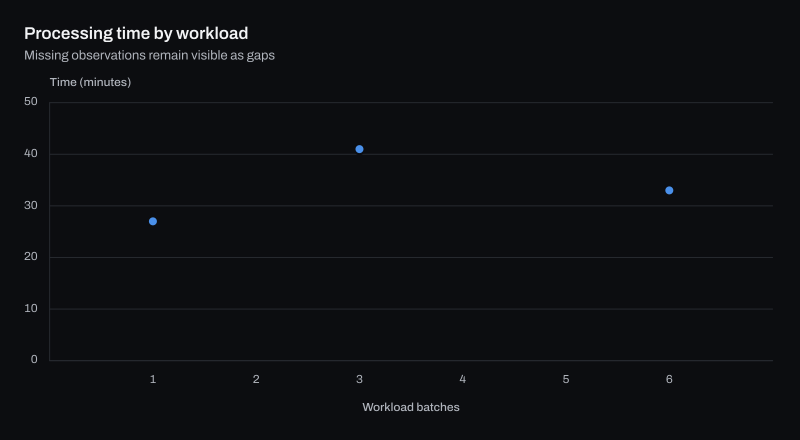 Processing time by workload
Missing observations remain visible as gaps
Time (minutes)
50
40
30
20
10
0
1 2 3 4 5 6
Workload batches